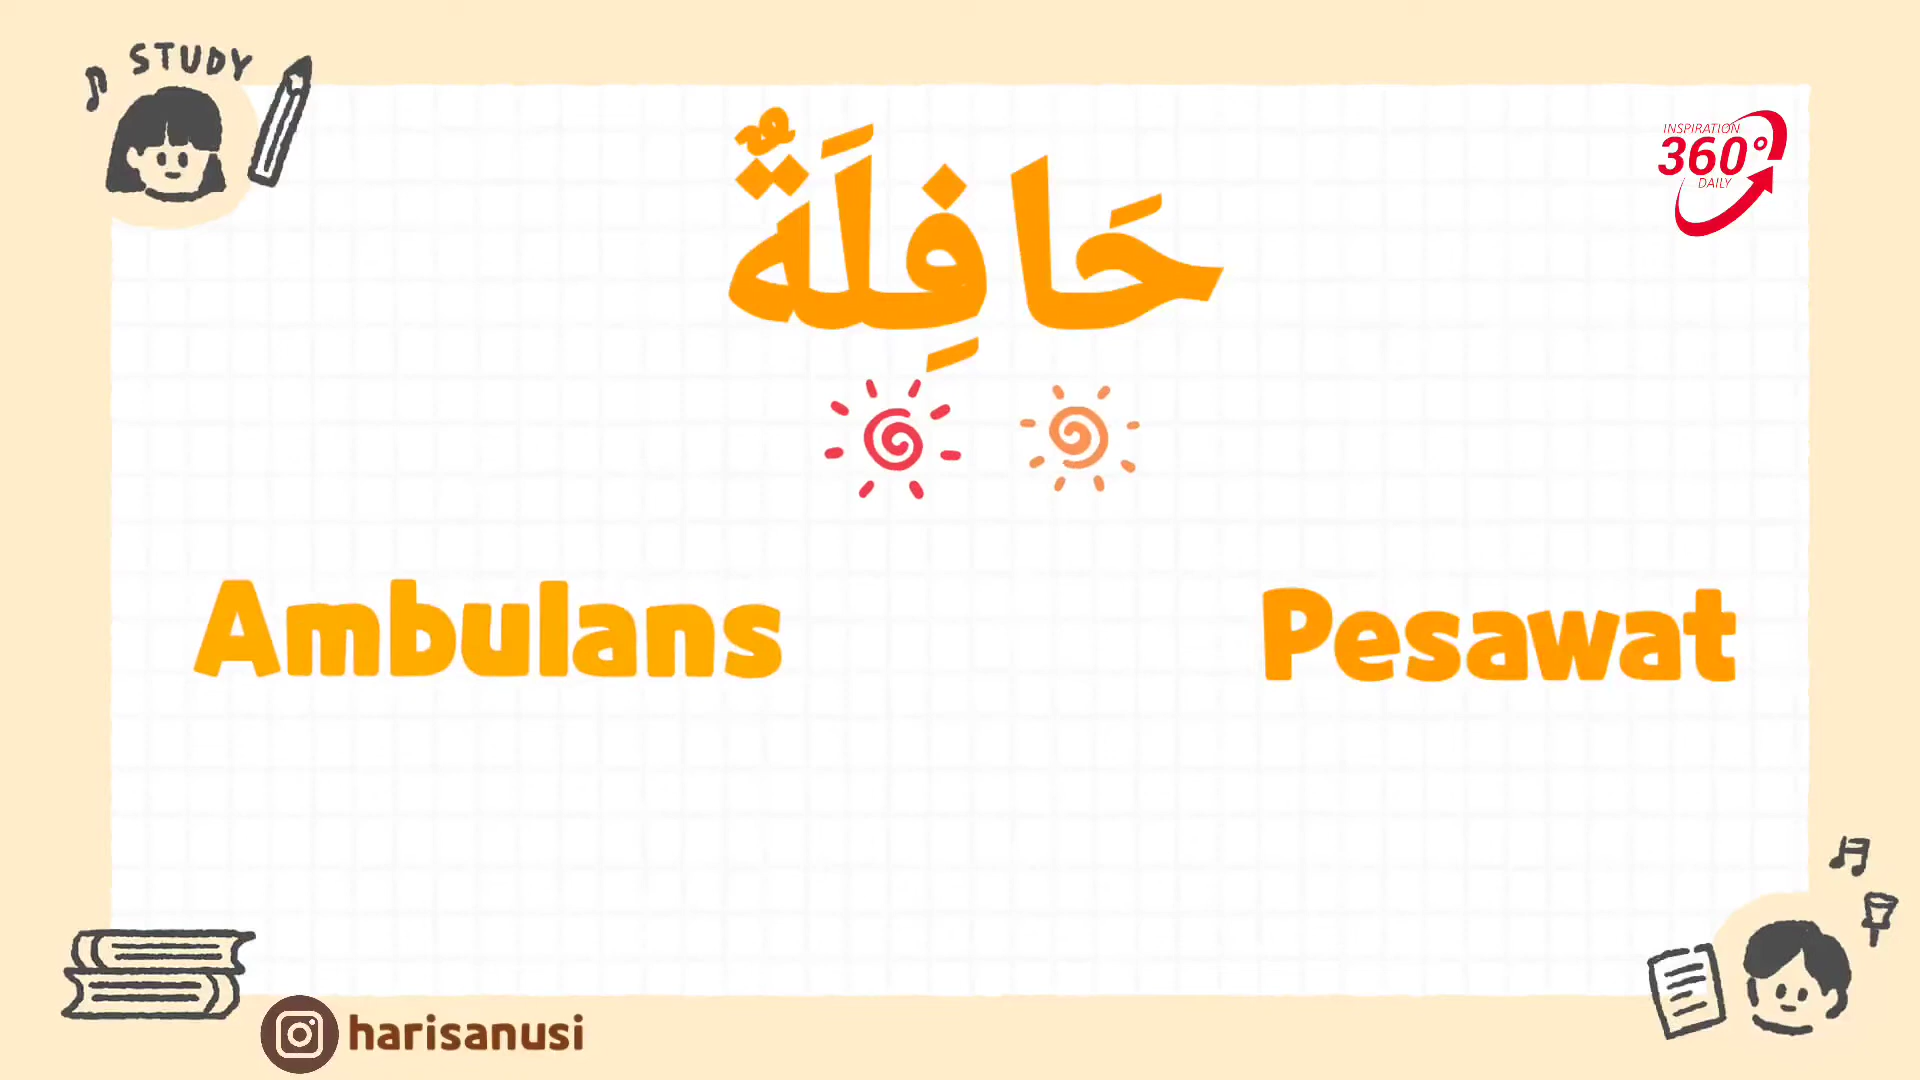 STUDY
INSPIRATION
360°
DAILY
حَافِلَةٌ
Ambulans
Pesawat
harisanusi